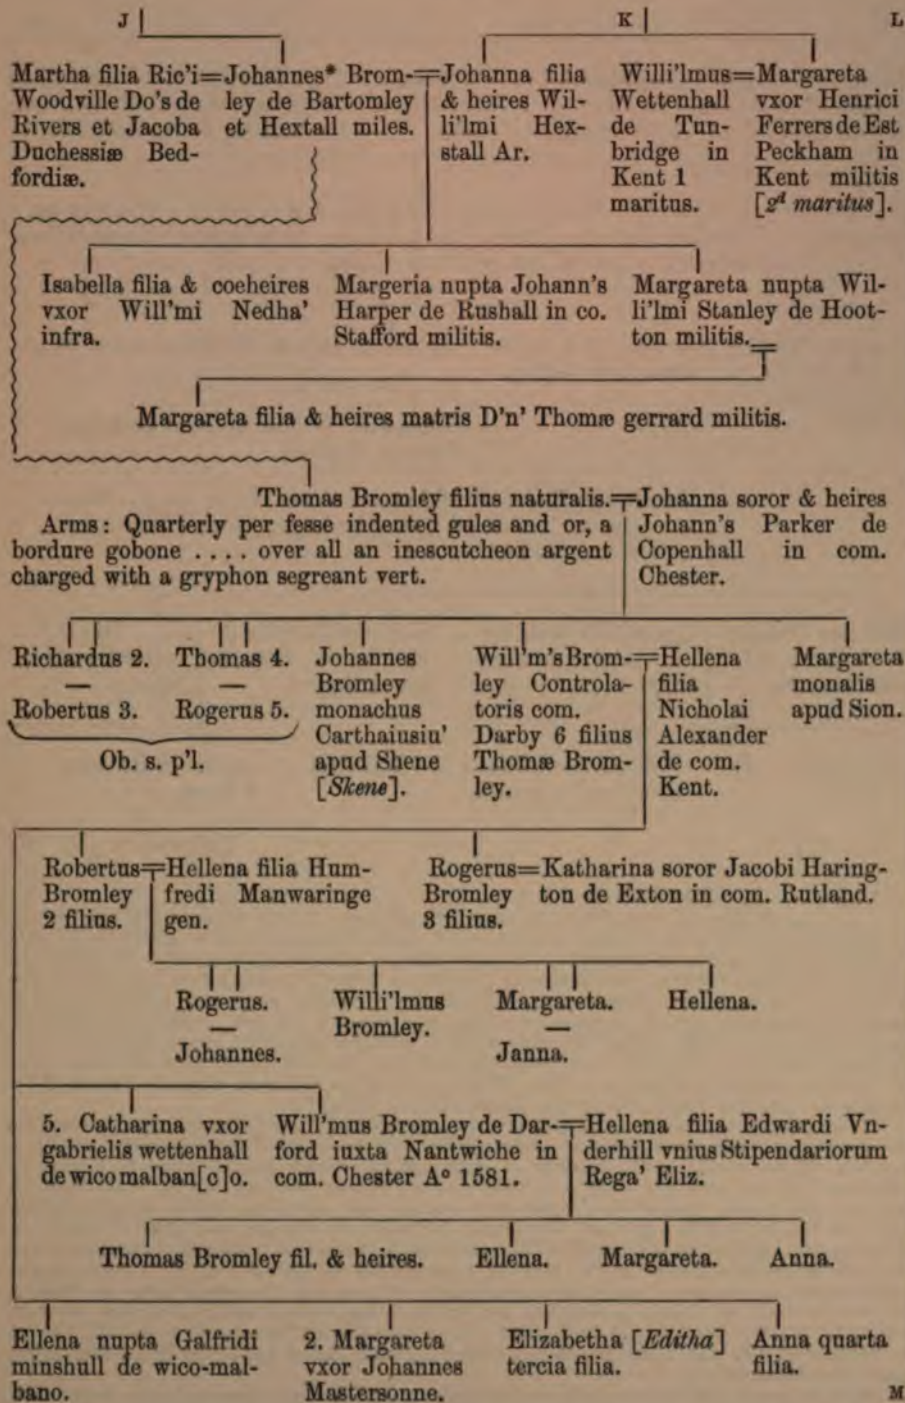 J K L
Martha filia Ric'i=Johannes* Brom-=Johanna filia Willi'lmus=Margareta
Woodville Do's de ley de Bartomley & heires Wil- Wettenhall vxor Henrici
Rivers et Jacoba et Hextall miles. li'lmi Hex- de Tun- Ferrers de Est
Duchessiæ Bed- stall Ar. bridge in Peckham in
fordiæ. Kent 1 Kent militis
maritus. [2d maritus].
Isabella filia & coeheires Margeria nupta Johann's Margareta nupta Wil-
vxor Will'mi Nedha' Harper de Rushall in co. li'lmi Stanley de Hoot-
infra. Stafford militis. ton militis.
Margareta filia & heires matris D'n' Thomæ gerrard militis.
Thomas Bromley filius naturalis.=Johanna soror & heires
Arms: Quarterly per fesse indented gules and or, a Johann's Parker de
bordure gobone .... over all an inescutcheon argent Copenhall in com.
charged with a gryphon segreant vert. Chester.
Richardus 2. Thomas 4. Johannes Will'm's Brom-=Hellena Margareta
— — Bromley ley Controla- filia monalis
Robertus 3. Rogerus 5. monachus toris com. Nicholai apud Sion.
Ob. s. p'l. Carthaiusiu' Darby 6 filius Alexander
apud Shene Thomæ Brom- de com.
[Skene]. ley. Kent.
Robertus=Hellena filia Hum- Rogerus=Katharina soror Jacobi Haring-
Bromley fredi Manwaringe Bromley ton de Exton in com. Rutland.
2 filius. gen. 3 filius.
Rogerus. Willi'lmus Margareta. Hellena.
— Bromley. —
Johannes. Janna.
5. Catharina vxor Will'mus Bromley de Dar-=Hellena filia Edwardi Vn-
gabrielis wettenhall ford iuxta Nantwiche in derhill vnius Stipendariorum
de wico malban[c]o. com. Chester Ao 1581. Rega' Eliz.
Thomas Bromley fil. & heires. Ellena. Margareta. Anna.
Ellena nupta Galfridi 2. Margareta Elizabetha [Editha] Anna quarta
minshull de wico-mal- vxor Johannes tercia filia. filia.
bano. Mastersonne. M